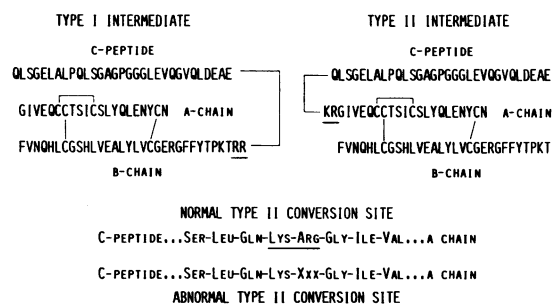 TYPE I INTERMEDIATE
C-PEPTIDE
QLSGELALPQLSGAGPGGGLEVQGVQLDEAE
GIVEQCCTSICSLYQLENYCN A-CHAIN
FVNQHLCGSHLVEALYLVCGERGFFYTPKTRR
B-CHAIN
TYPE II INTERMEDIATE
C-PEPTIDE
QLSGELALPQLSGAGPGGGLEVQGVQLDEAE
KRGIVEQCCTSICSLYQLENYCN A-CHAIN
FVNQHLCGSHLVEALYLVCGERGFFYTPKT
B-CHAIN
NORMAL TYPE II CONVERSION SITE
C-PEPTIDE...SER-LEU-GLN-LYS-ARG-GLY-ILE-VAL...A CHAIN
C-PEPTIDE...SER-LEU-GLN-LYS-XXX-GLY-ILE-VAL...A CHAIN
ABNORMAL TYPE II CONVERSION SITE